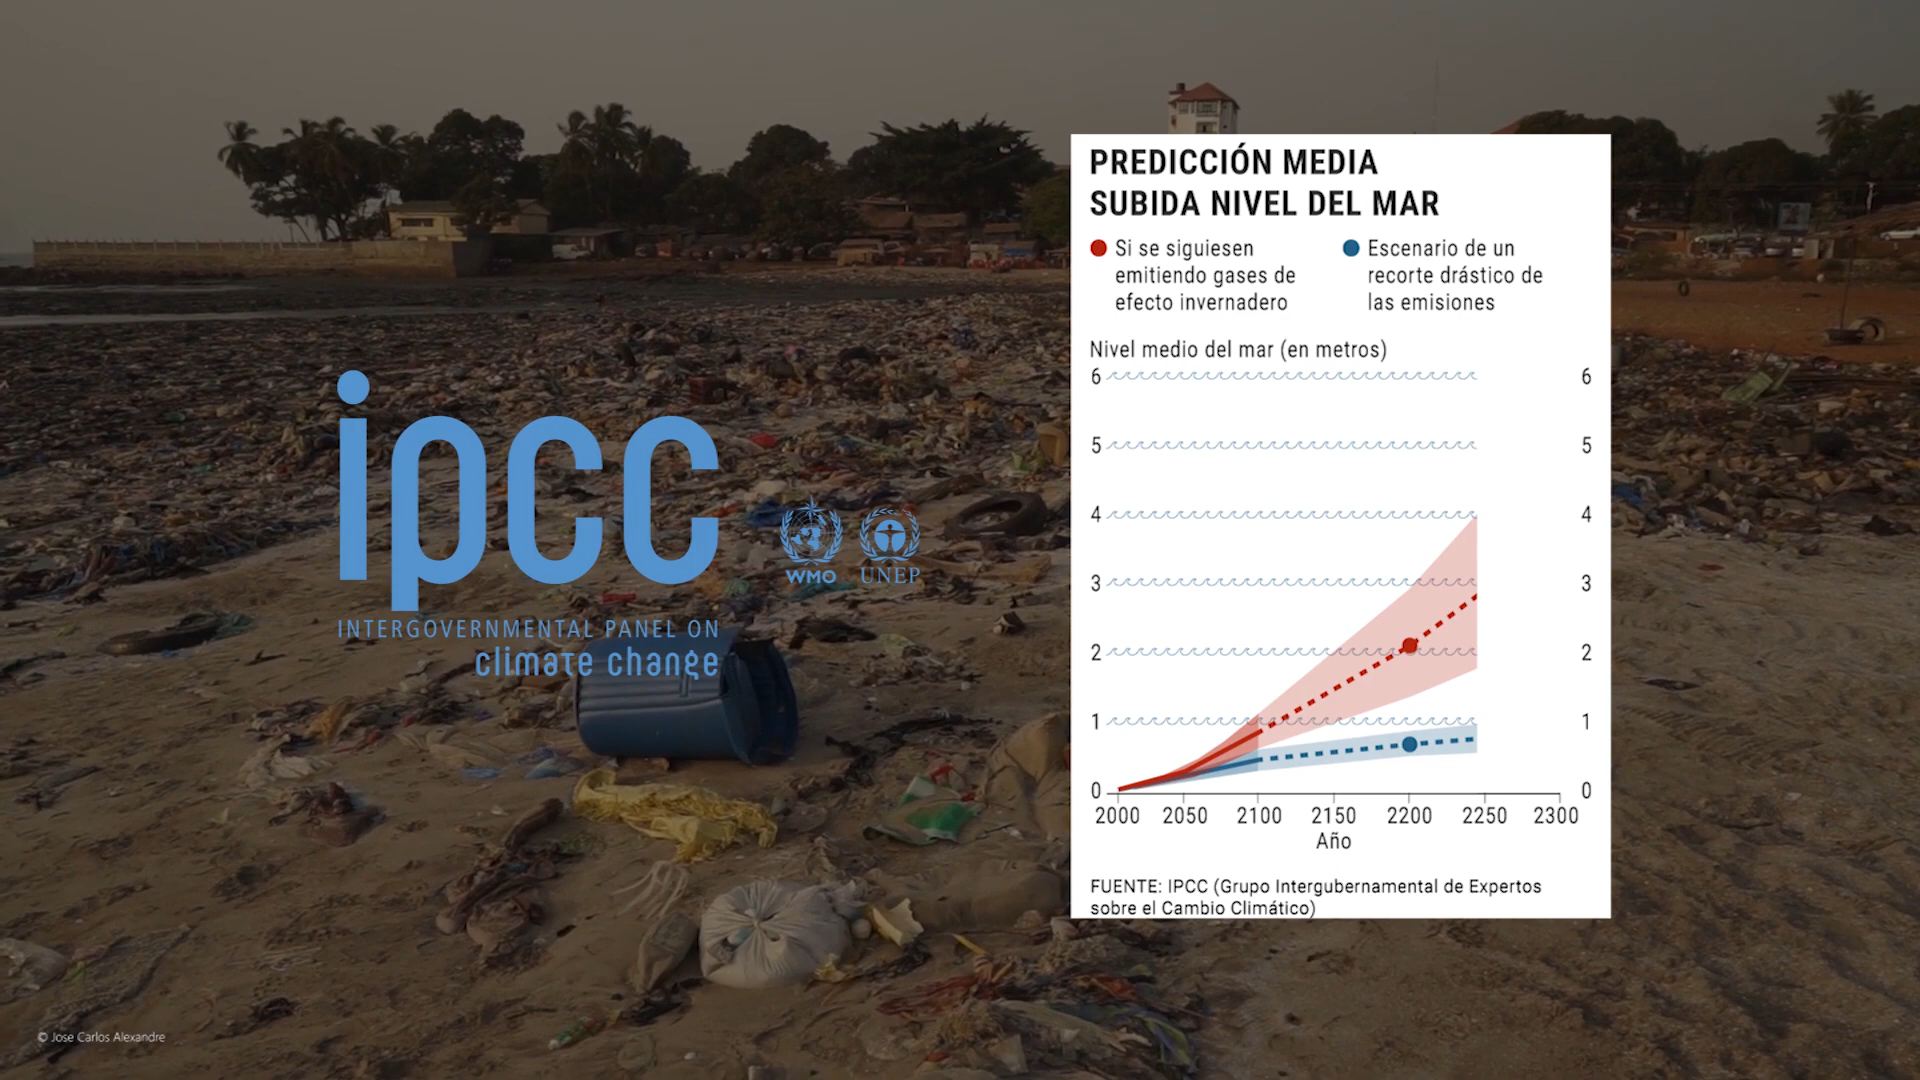 ipcc
INTERGOVERNMENTAL PANEL ON
climate change
WMO
UNEP
PREDICCIÓN MEDIA
SUBIDA NIVEL DEL MAR
Si se siguiesen
emitiendo gases de
efecto invernadero
Escenario de un
recorte drástico de
las emisiones
Nivel medio del mar (en metros)
6 6
5 5
4 4
3 3
2 2
1 1
0 0
2000 2050 2100 2150 2200 2250 2300
Año
FUENTE: IPCC (Grupo Intergubernamental de Expertos
sobre el Cambio Climático)
© Jose Carlos Alexandre